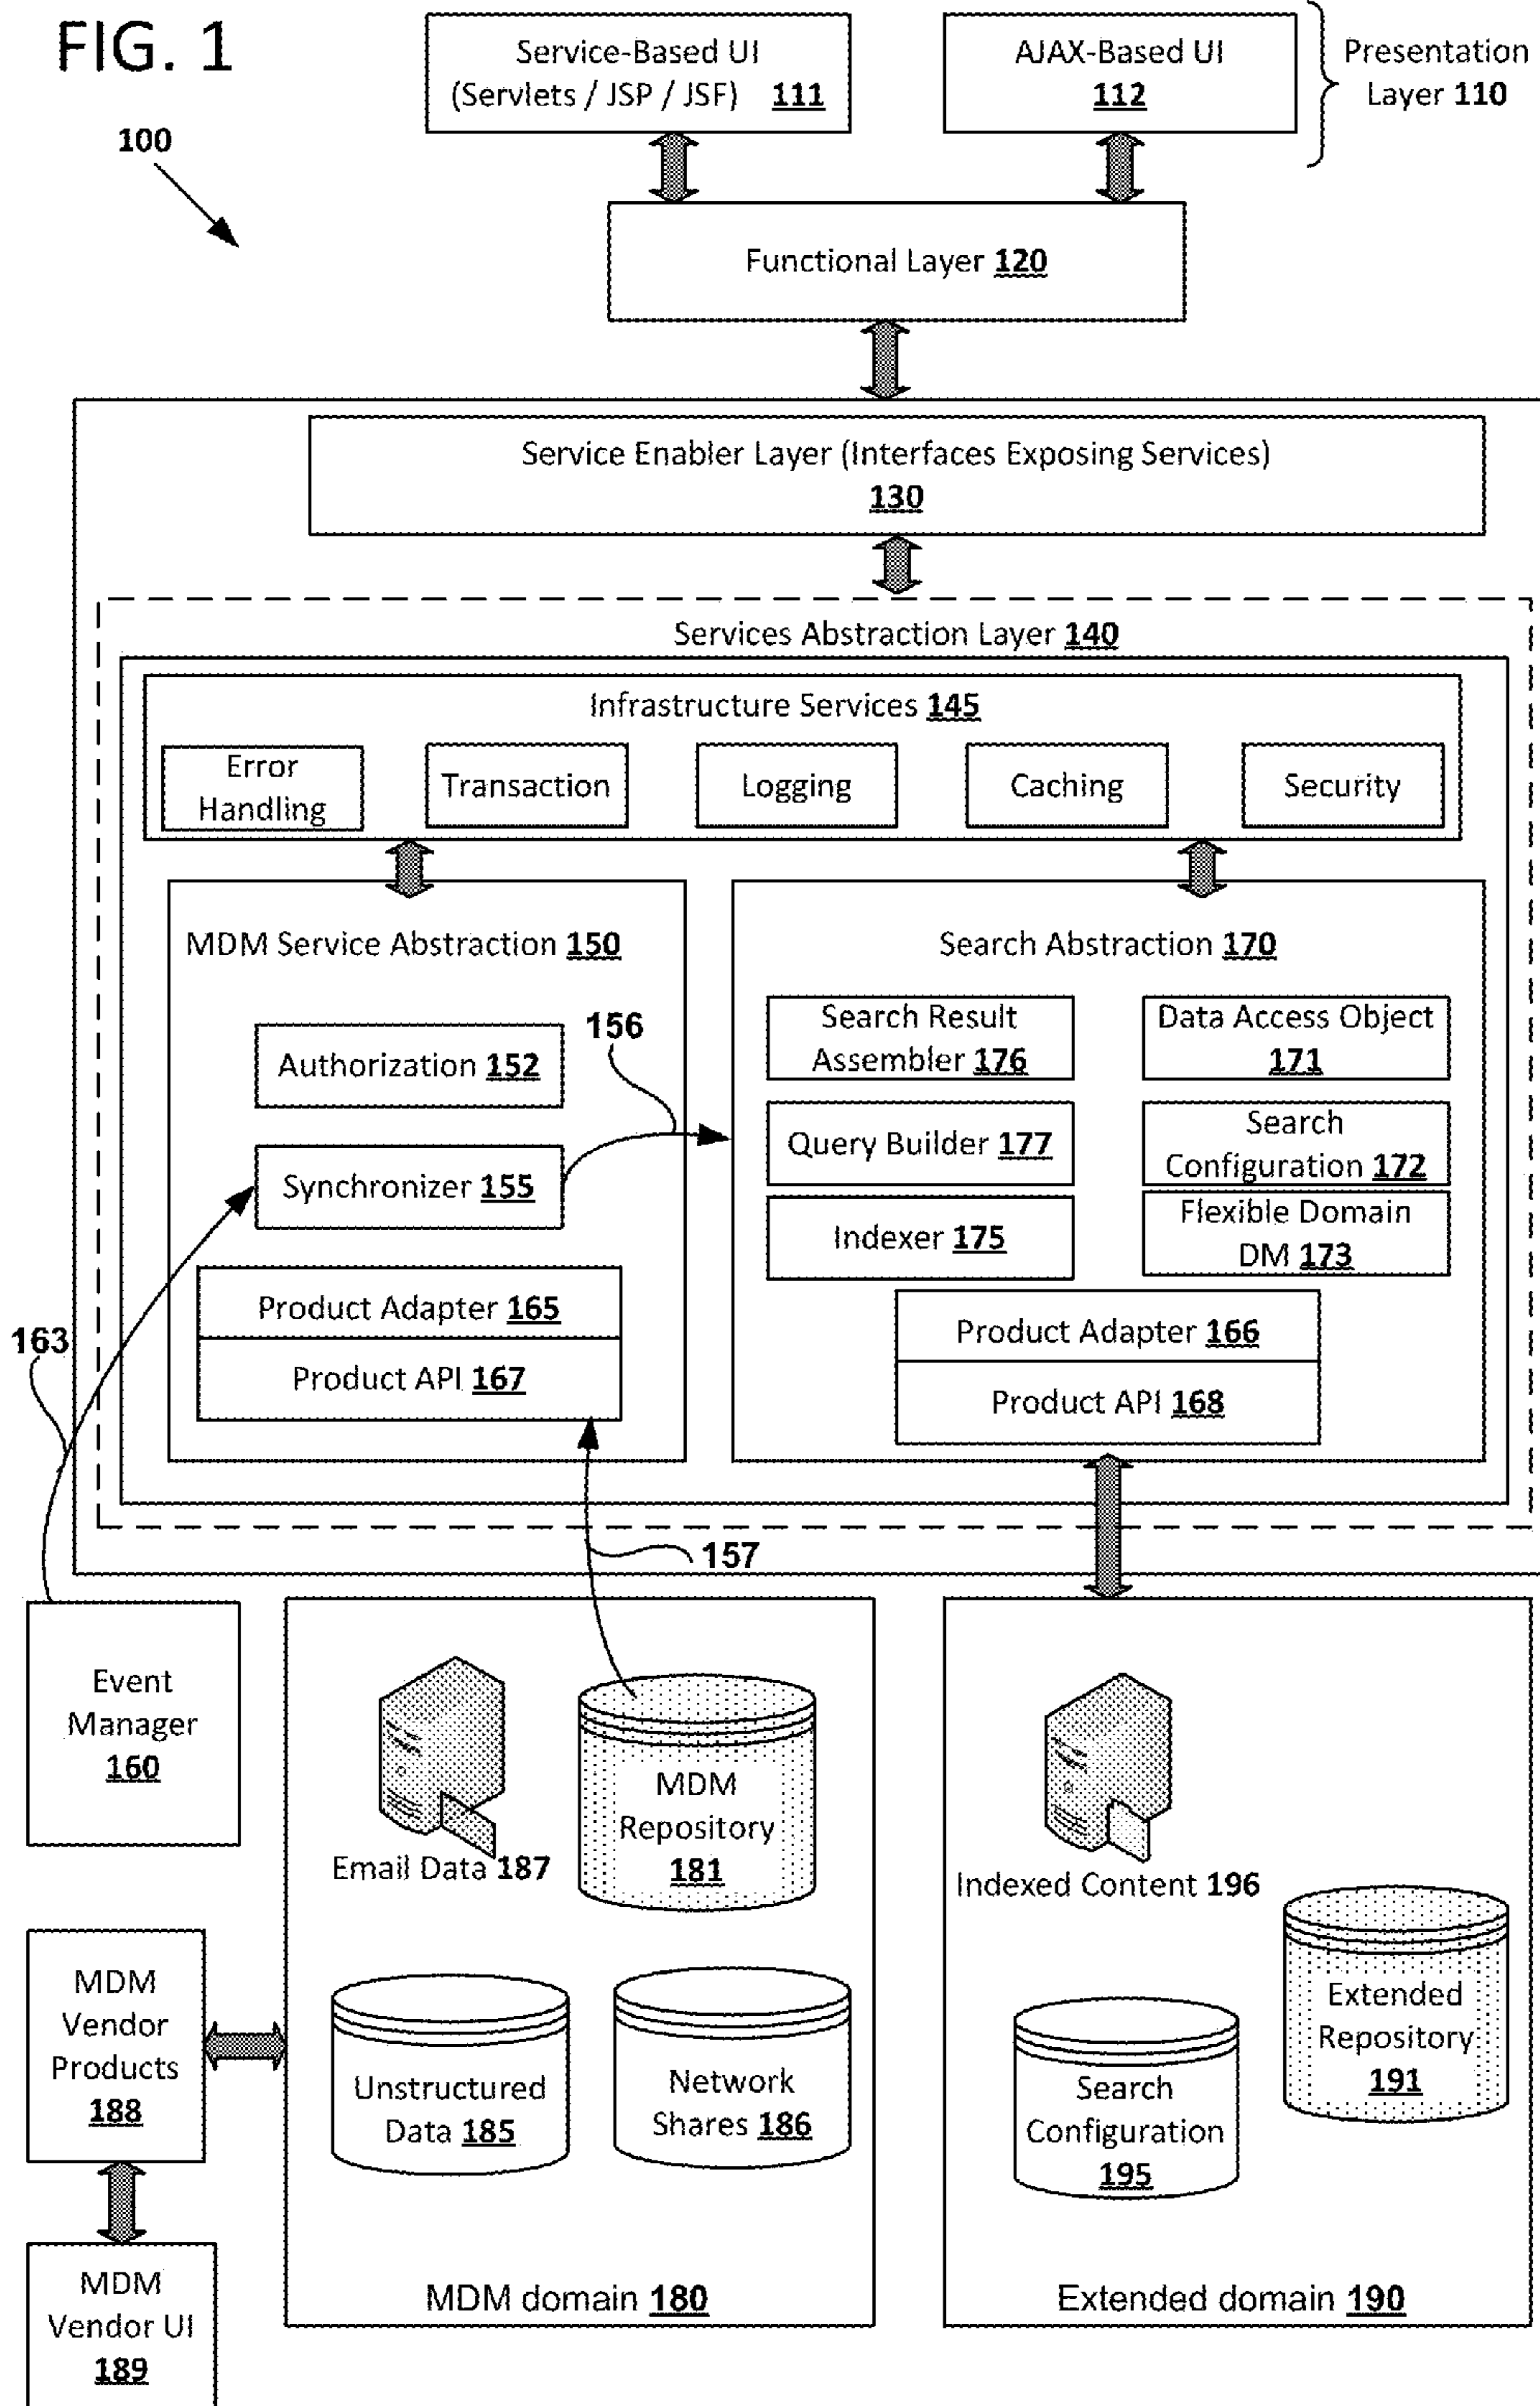 FIG. 1
Service-Based UI
(Servlets / JSP / JSF) 111
AJAX-Based UI
112
Presentation
Layer 110
100
Functional Layer 120
Service Enabler Layer (Interfaces Exposing Services)
130
Services Abstraction Layer 140
Infrastructure Services 145
Error
Handling
Transaction
Logging
Caching
Security
MDM Service Abstraction 150
Authorization 152
Synchronizer 155
Product Adapter 165
Product API 167
156
Search Abstraction 170
Search Result
Assembler 176
Data Access Object
171
Query Builder 177
Search
Configuration 172
Indexer 175
Flexible Domain
DM 173
Product Adapter 166
Product API 168
163
157
Event
Manager
160
Email Data 187
MDM
Repository
181
Unstructured
Data 185
Network
Shares 186
MDM domain 180
MDM
Vendor
Products
188
MDM
Vendor UI
189
Indexed Content 196
Extended
Repository
191
Search
Configuration
195
Extended domain 190